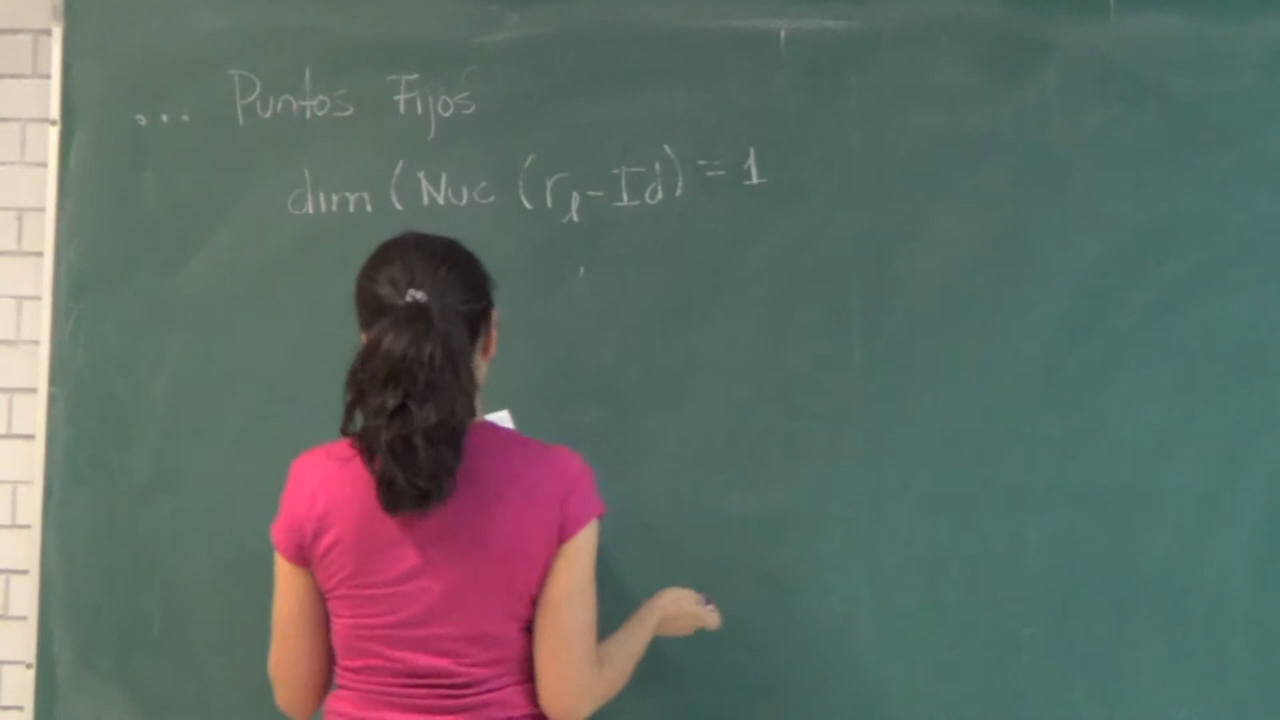 ... Puntos Fijos
dim (Nuc (r_l - Id) = 1